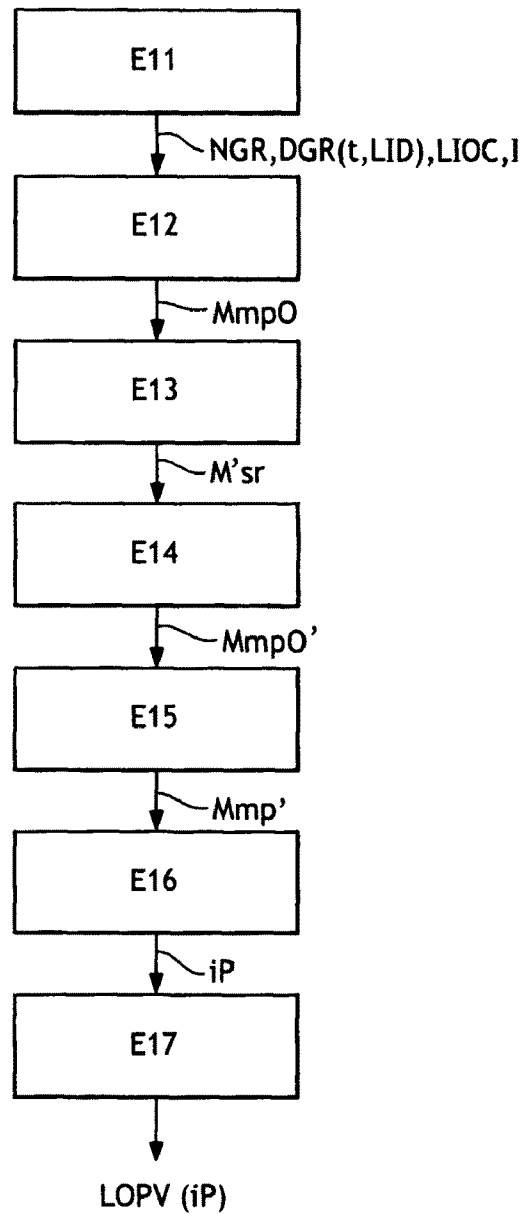 E11
NGR,DGR(t,LID),LIOC,I
E12
MmpO
E13
M'sr
E14
MmpO'
E15
Mmp'
E16
iP
E17
LOPV (iP)